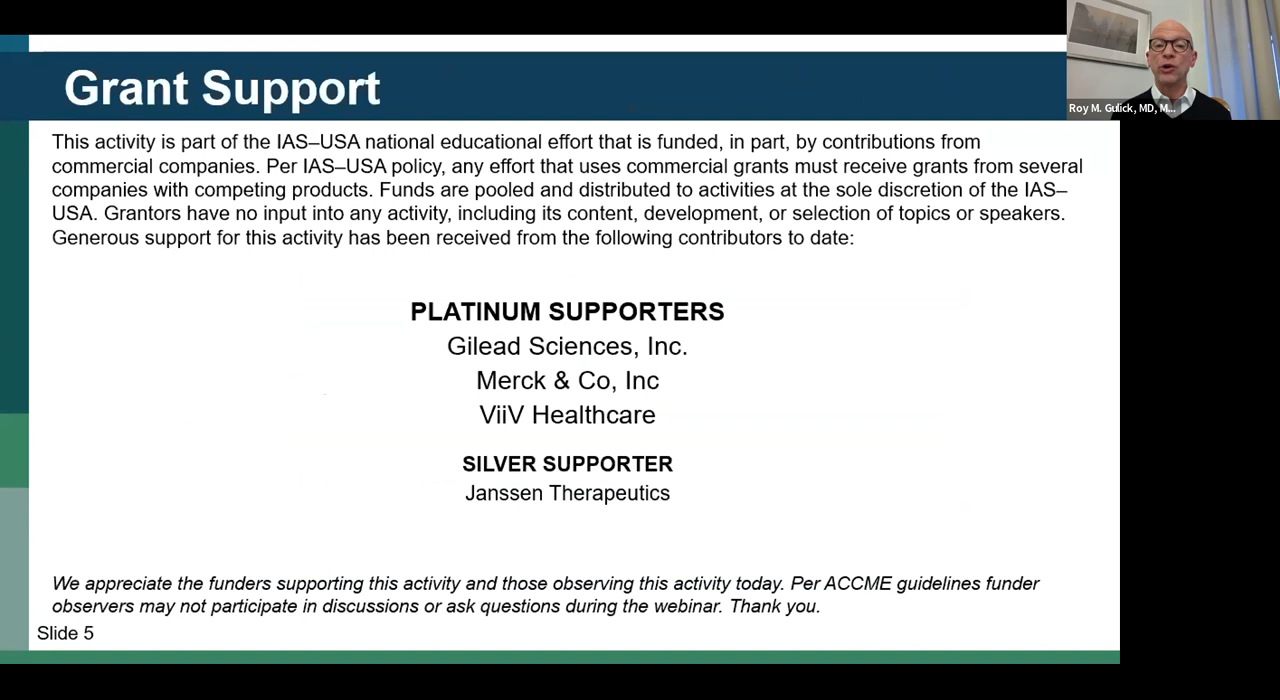 Grant Support
Roy M. Gulick, MD, M...
This activity is part of the IAS–USA national educational effort that is funded, in part, by contributions from
commercial companies. Per IAS–USA policy, any effort that uses commercial grants must receive grants from several
companies with competing products. Funds are pooled and distributed to activities at the sole discretion of the IAS–
USA. Grantors have no input into any activity, including its content, development, or selection of topics or speakers.
Generous support for this activity has been received from the following contributors to date:
PLATINUM SUPPORTERS
Gilead Sciences, Inc.
Merck & Co, Inc
ViiV Healthcare
SILVER SUPPORTER
Janssen Therapeutics
We appreciate the funders supporting this activity and those observing this activity today. Per ACCME guidelines funder
observers may not participate in discussions or ask questions during the webinar. Thank you.
Slide 5